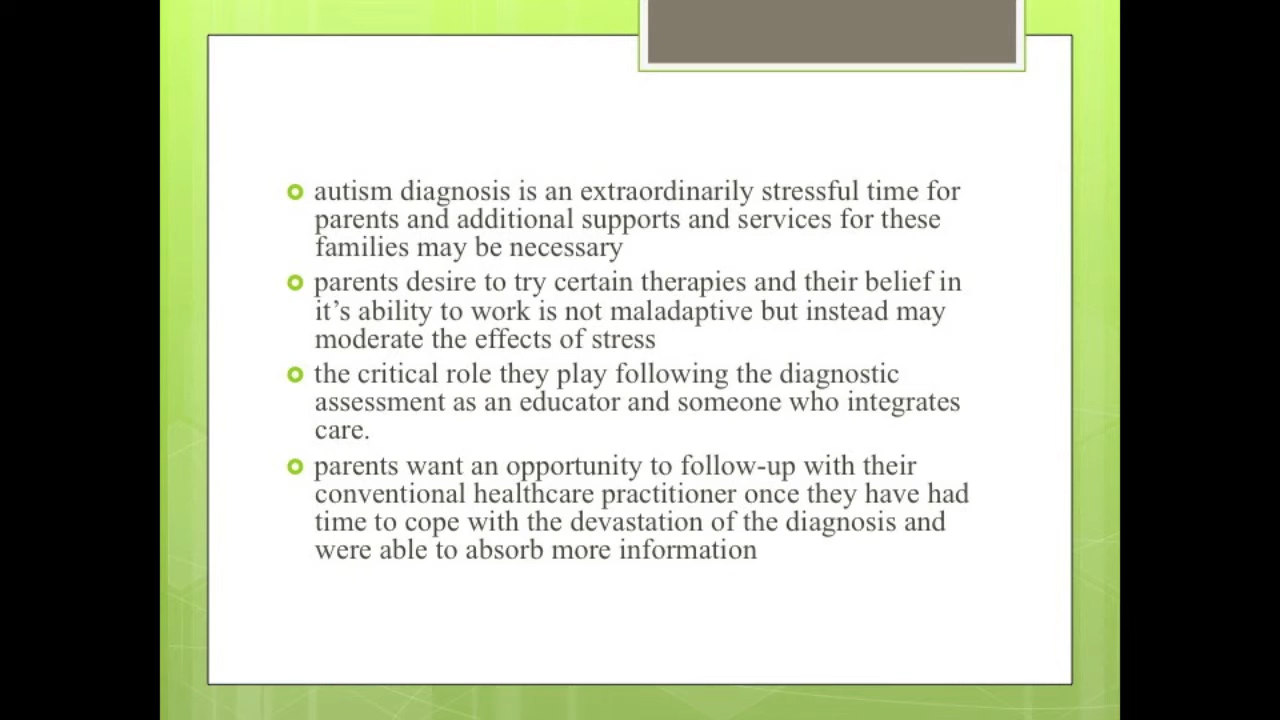 autism diagnosis is an extraordinarily stressful time for
parents and additional supports and services for these
families may be necessary
parents desire to try certain therapies and their belief in
it’s ability to work is not maladaptive but instead may
moderate the effects of stress
the critical role they play following the diagnostic
assessment as an educator and someone who integrates
care.
parents want an opportunity to follow-up with their
conventional healthcare practitioner once they have had
time to cope with the devastation of the diagnosis and
were able to absorb more information